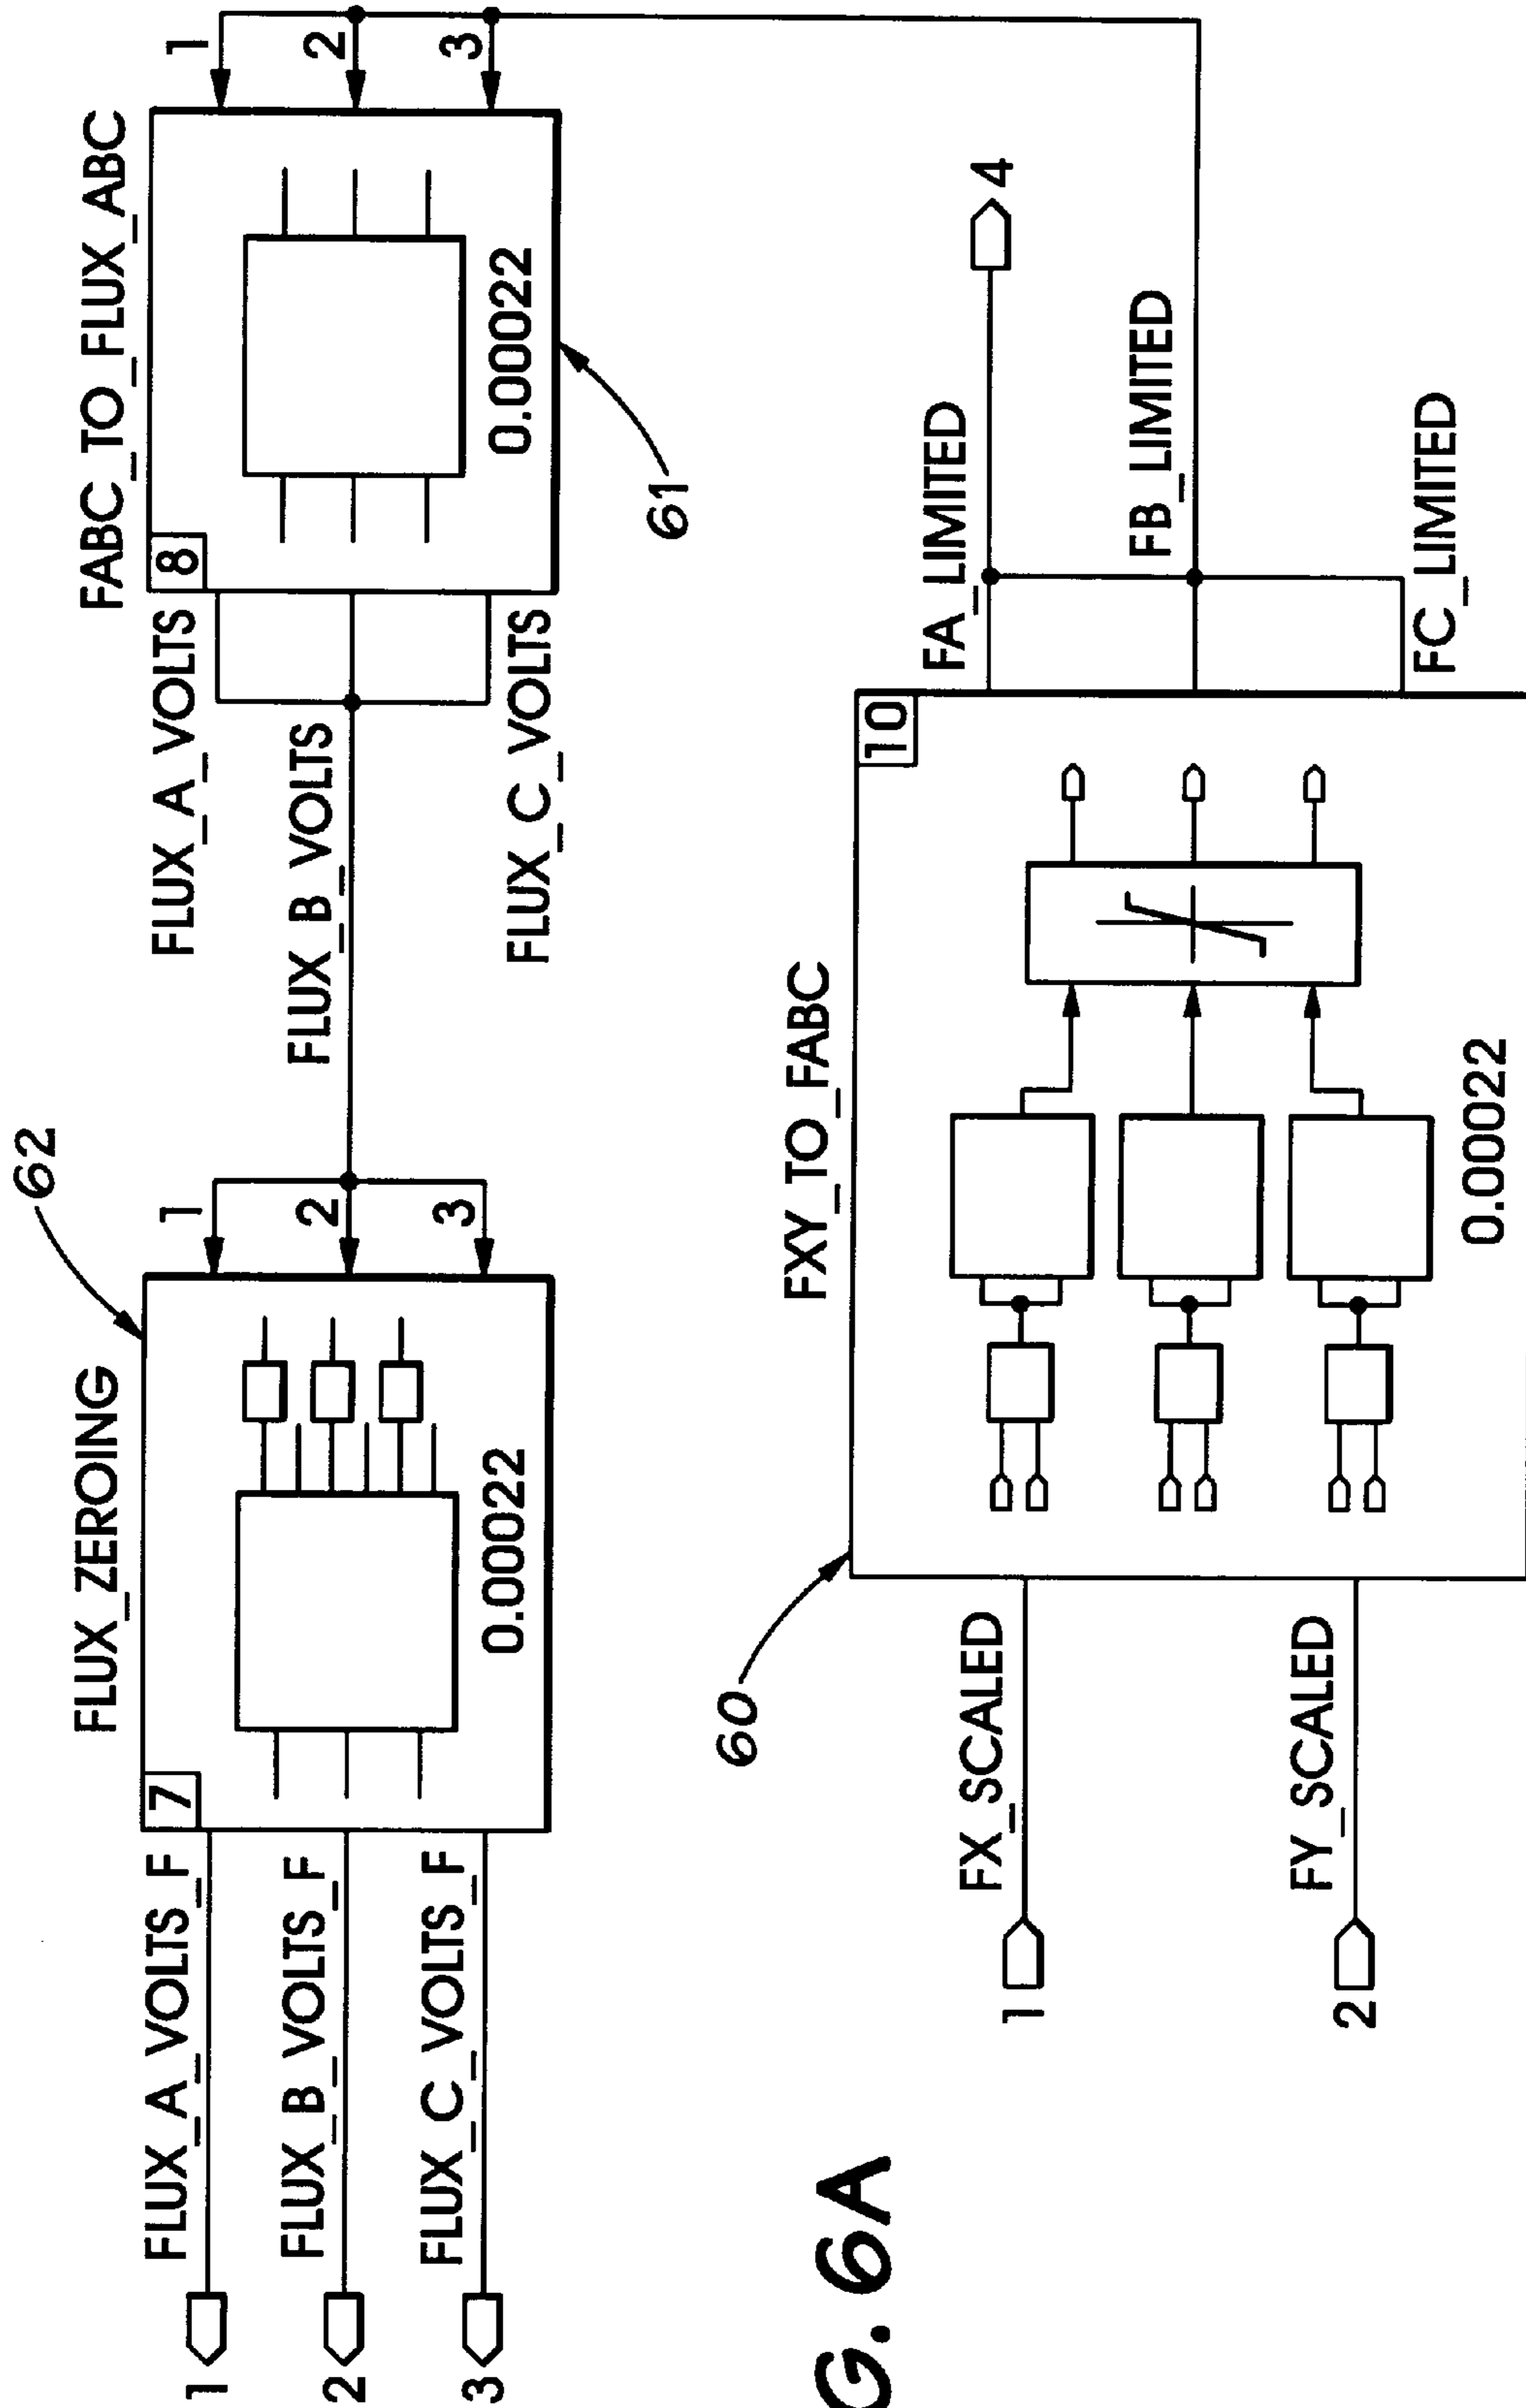 62
FLUX_ZEROING
7
0.00022
1
2
3
FLUX_A_VOLTS_F
FLUX_B_VOLTS_F
FLUX_C_VOLTS_F
1
2
3
FABC_TO_FLUX_ABC
8
0.00022
61
1
2
3
FLUX_A_VOLTS
FLUX_B_VOLTS
FLUX_C_VOLTS
FXY_TO_FABC
60
10
0.00022
FX_SCALED
1
FY_SCALED
2
FA_LIMITED
4
FB_LIMITED
FC_LIMITED
G. 6A